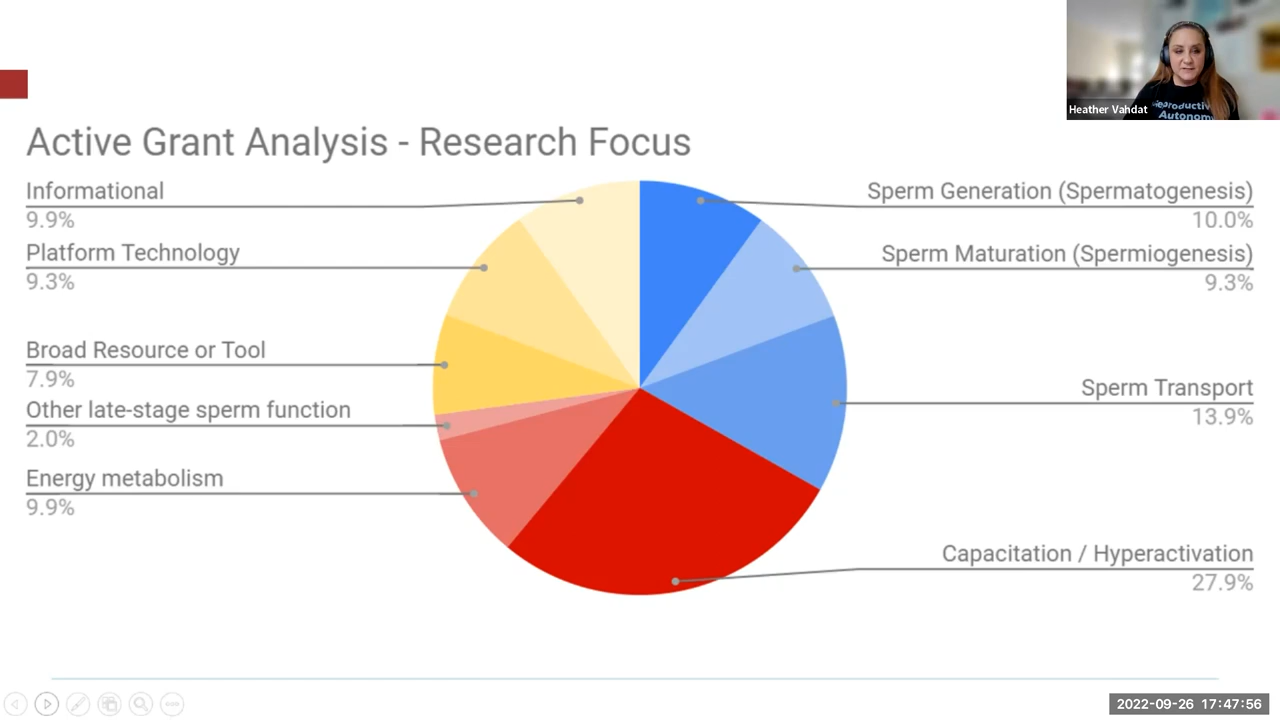 Heather Vahdat
Reproductive
Autonomy
Active Grant Analysis - Research Focus
Informational
9.9%
Platform Technology
9.3%
Broad Resource or Tool
7.9%
Other late-stage sperm function
2.0%
Energy metabolism
9.9%
Sperm Generation (Spermatogenesis)
10.0%
Sperm Maturation (Spermiogenesis)
9.3%
Sperm Transport
13.9%
Capacitation / Hyperactivation
27.9%
2022-09-26 17:47:56